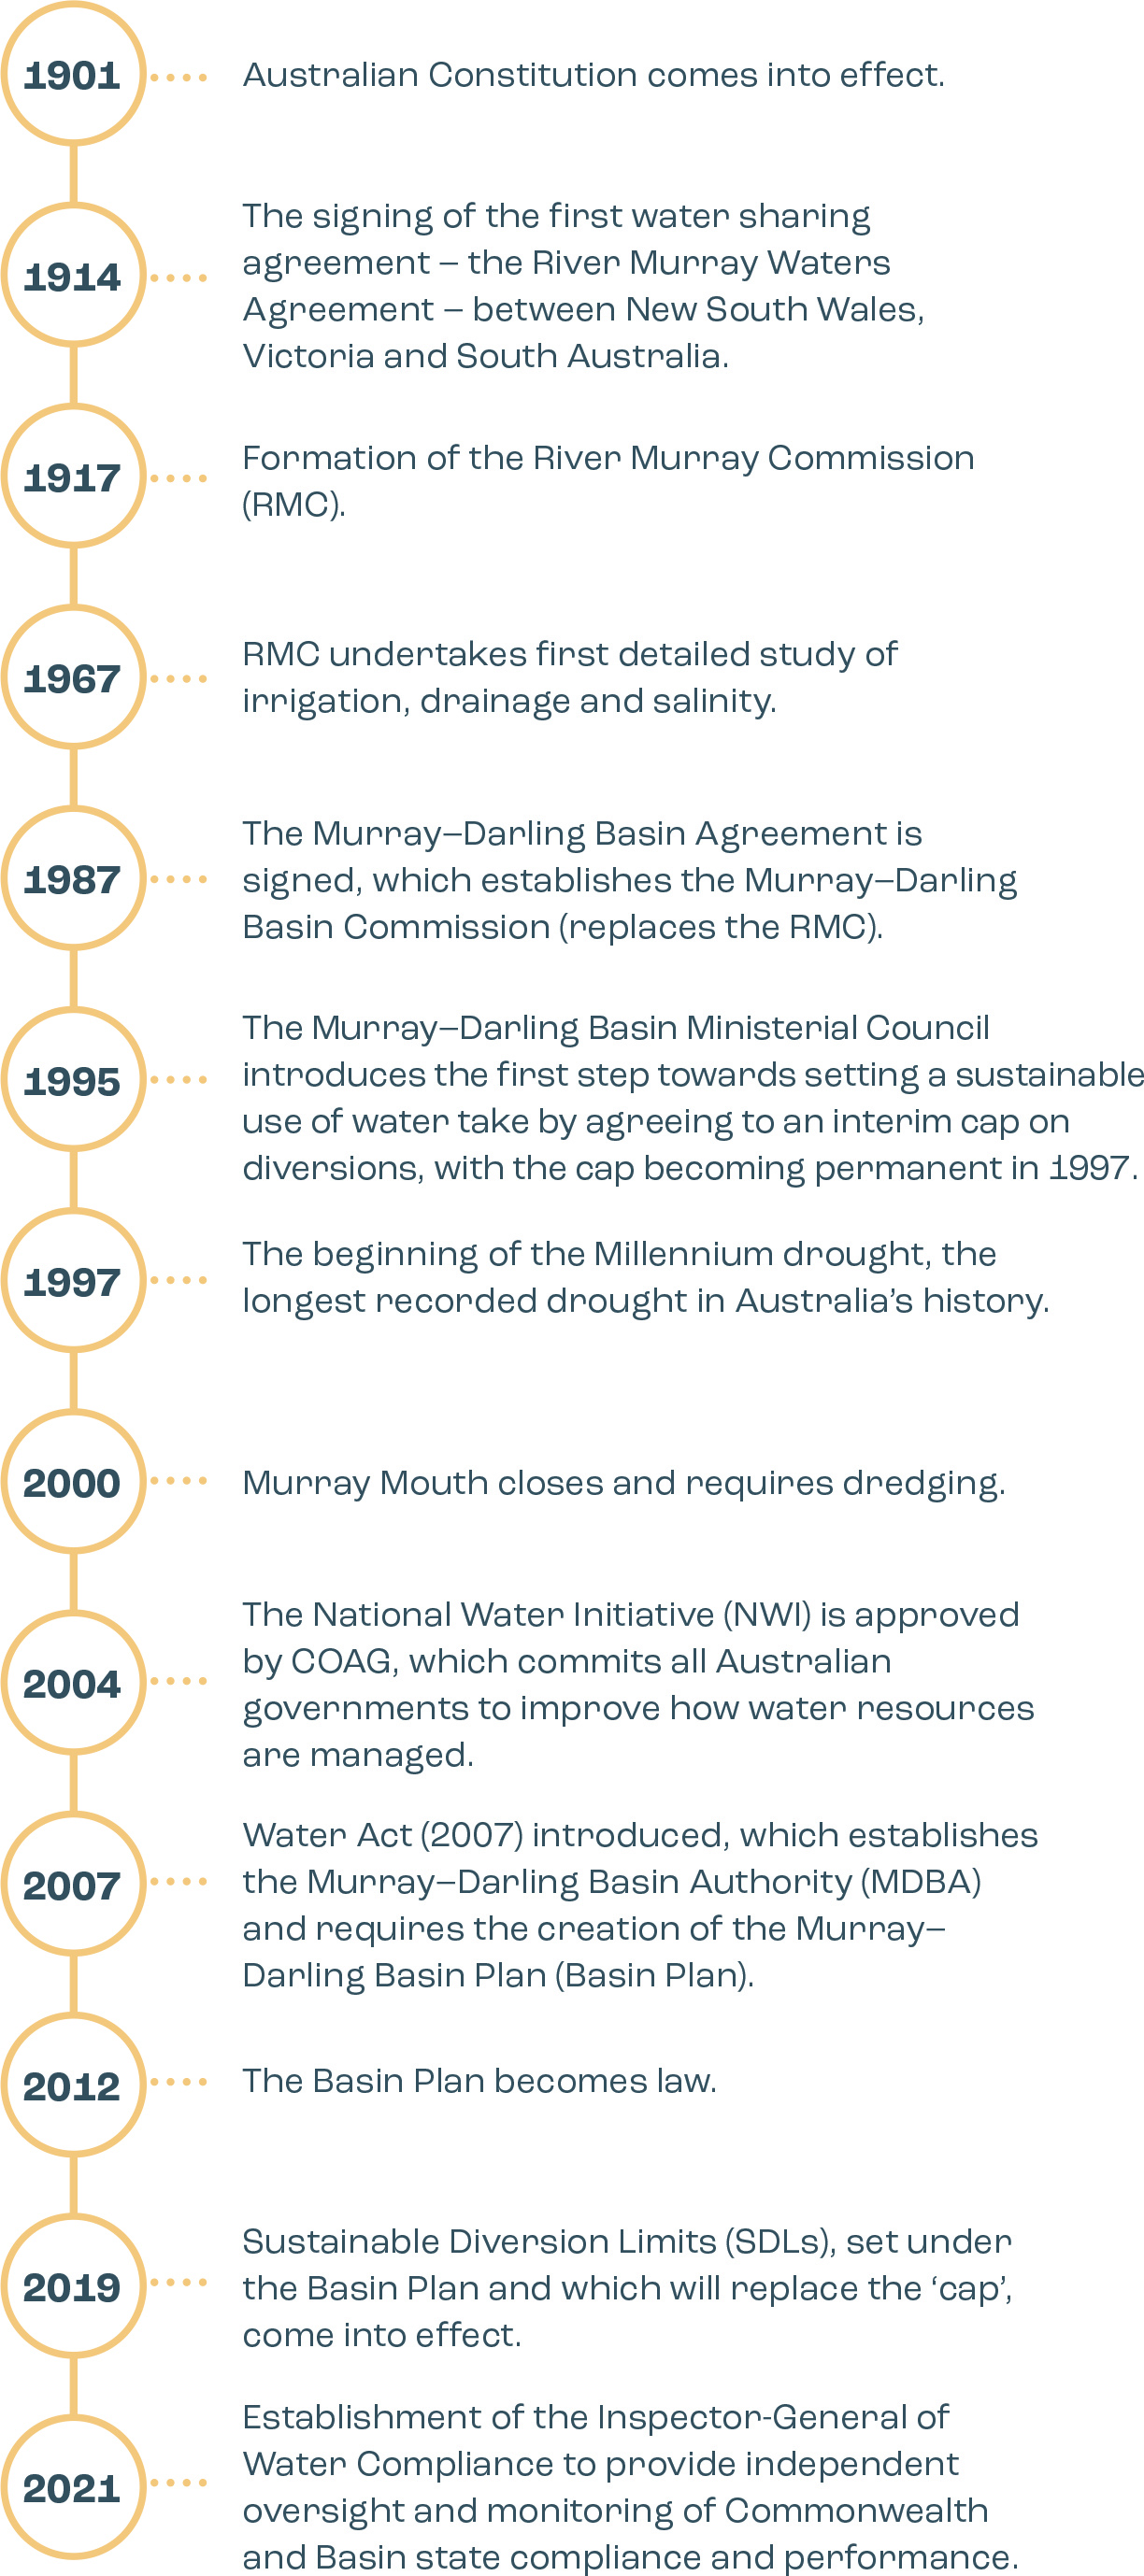 1901
Australian Constitution comes into effect.
1914
The signing of the first water sharing
agreement – the River Murray Waters
Agreement – between New South Wales,
Victoria and South Australia.
1917
Formation of the River Murray Commission
(RMC).
1967
RMC undertakes first detailed study of
irrigation, drainage and salinity.
1987
The Murray–Darling Basin Agreement is
signed, which establishes the Murray–Darling
Basin Commission (replaces the RMC).
1995
The Murray–Darling Basin Ministerial Council
introduces the first step towards setting a sustainable
use of water take by agreeing to an interim cap on
diversions, with the cap becoming permanent in 1997.
1997
The beginning of the Millennium drought, the
longest recorded drought in Australia’s history.
2000
Murray Mouth closes and requires dredging.
2004
The National Water Initiative (NWI) is approved
by COAG, which commits all Australian
governments to improve how water resources
are managed.
2007
Water Act (2007) introduced, which establishes
the Murray–Darling Basin Authority (MDBA)
and requires the creation of the Murray–
Darling Basin Plan (Basin Plan).
2012
The Basin Plan becomes law.
2019
Sustainable Diversion Limits (SDLs), set under
the Basin Plan and which will replace the ‘cap’,
come into effect.
2021
Establishment of the Inspector-General of
Water Compliance to provide independent
oversight and monitoring of Commonwealth
and Basin state compliance and performance.